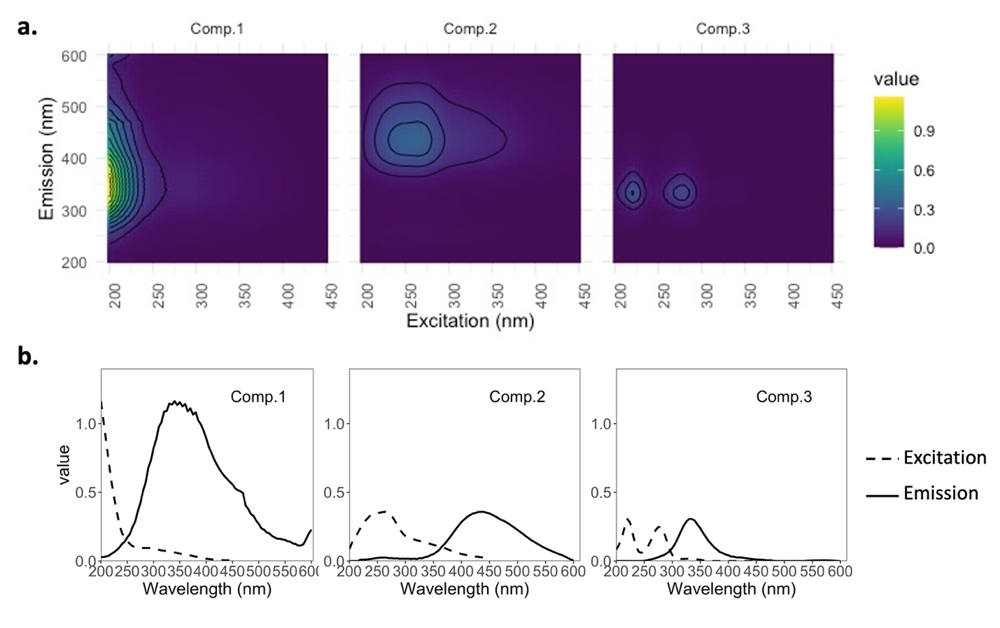 a.
Comp.1 Comp.2 Comp.3
600
500
400
300
200
Emission (nm)
200 250 300 350 400 450 200 250 300 350 400 450 200 250 300 350 400 450
Excitation (nm)
value
0.9
0.6
0.3
0.0
b.
Comp.1 Comp.2 Comp.3
1.0 1.0 1.0
value
0.5 0.5 0.5
0.0 0.0 0.0
200 250 300 350 400 450 500 550 600 200 250 300 350 400 450 500 550 600 200 250 300 350 400 450 500 550 600
Wavelength (nm) Wavelength (nm) Wavelength (nm)
Excitation
Emission